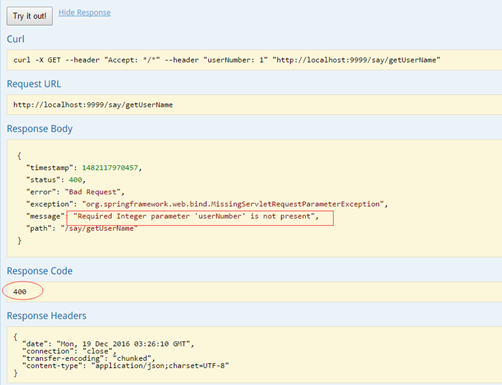 Try it out! Hide Response
Curl
curl -X GET --header "Accept: */*" --header "userNumber: 1" "http://localhost:9999/say/getUserName"
Request URL
http://localhost:9999/say/getUserName
Response Body
{
"timestamp": 1482117970457,
"status": 400,
"error": "Bad Request",
"exception": "org.springframework.web.bind.MissingServletRequestParameterException",
"message" "Required Integer parameter 'userNumber' is not present",
"path": "/say/getUserName"
}
Response Code
400
Response Headers
{
"date": "Mon, 19 Dec 2016 03:26:10 GMT",
"connection": "close",
"transfer-encoding": "chunked",
"content-type": "application/json;charset=UTF-8"
}